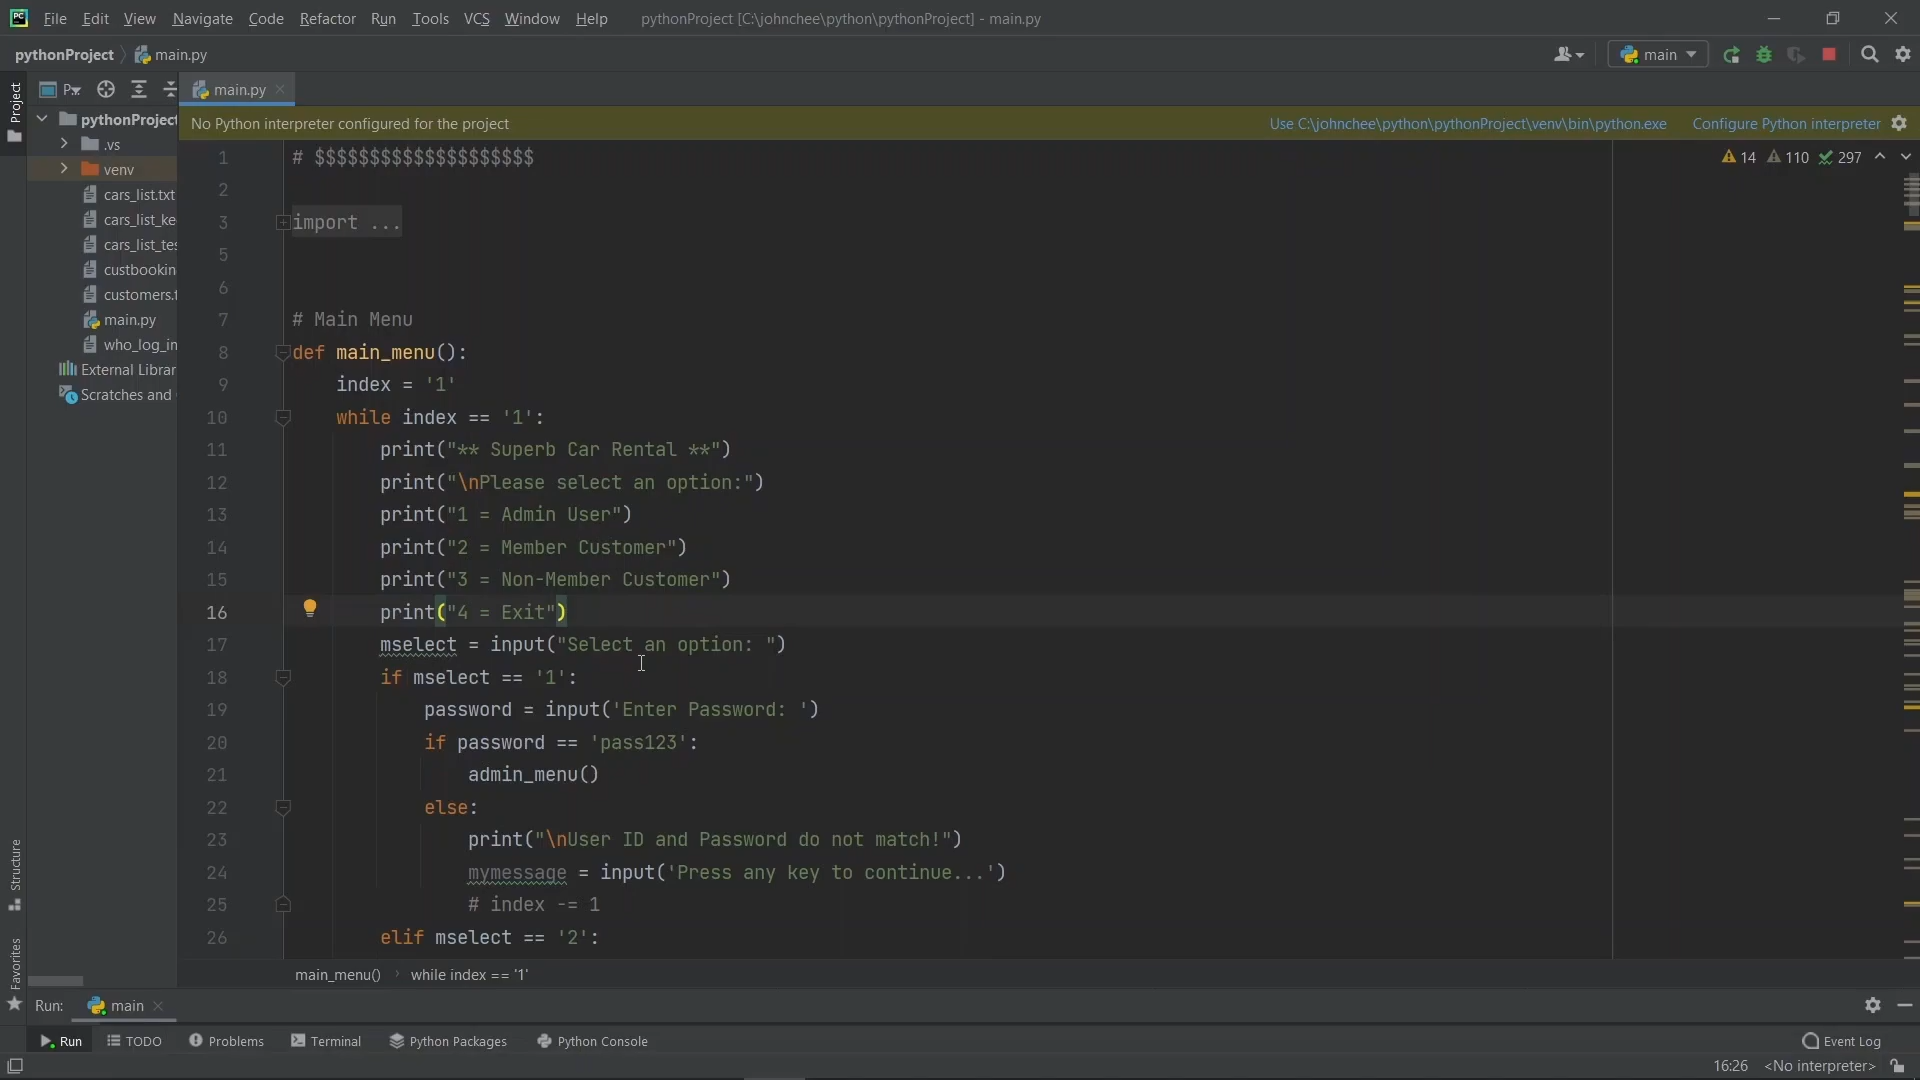 File Edit View Navigate Code Refactor Run Tools VCS Window Help pythonProject [C:\johnchee\python\pythonProject] - main.py
pythonProject main.py main
Project
P... main.py
pythonProject
No Python interpreter configured for the project Use C:\johnchee\python\pythonProject\venv\bin\python.exe Configure Python interpreter
.vs
venv
cars_list.txt
cars_list_ke
cars_list_tes
custbookin
customers.t
main.py
who_log_in
External Librar
Scratches and
14 110 297
1 # $$$$$$$$$$$$$$$$$$$$
2
3 import ...
5
6
7 # Main Menu
8 def main_menu():
9 index = '1'
10 while index == '1':
11 print("** Superb Car Rental **")
12 print("\nPlease select an option:")
13 print("1 = Admin User")
14 print("2 = Member Customer")
15 print("3 = Non-Member Customer")
16 print("4 = Exit")
17 mselect = input("Select an option: ")
18 if mselect == '1':
19 password = input('Enter Password: ')
20 if password == 'pass123':
21 admin_menu()
22 else:
23 print("\nUser ID and Password do not match!")
24 mymessage = input('Press any key to continue...')
25 # index -= 1
26 elif mselect == '2':
Structure
Favorites
main_menu() while index == '1'
Run: main
Run TODO Problems Terminal Python Packages Python Console Event Log
16:26 <No interpreter>